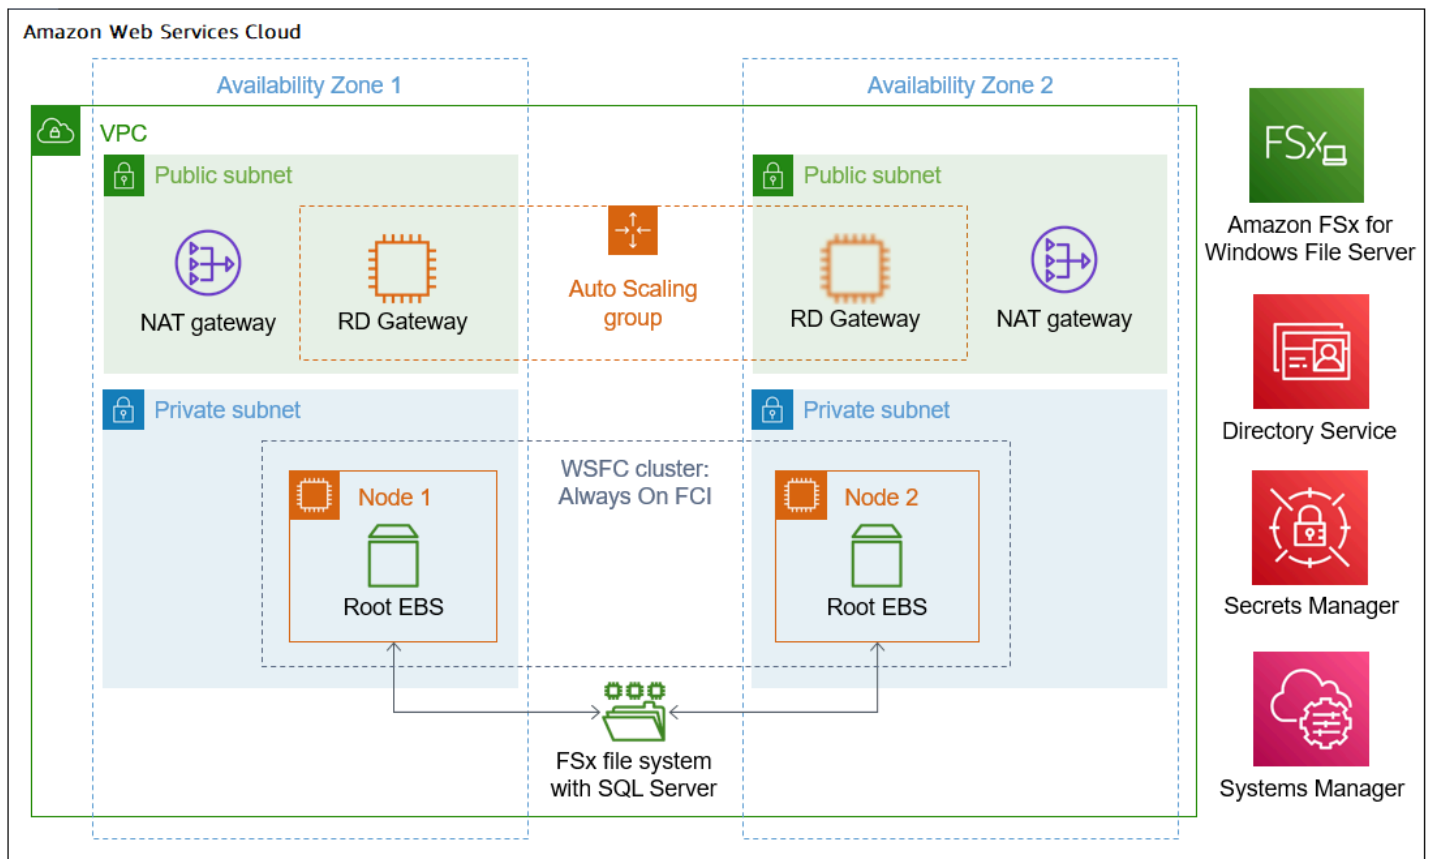 Amazon Web Services Cloud
Availability Zone 1
Availability Zone 2
VPC
Public subnet
Public subnet
NAT gateway
RD Gateway
Auto Scaling
group
RD Gateway
NAT gateway
Private subnet
Private subnet
WSFC cluster:
Always On FCI
Node 1
Root EBS
Node 2
Root EBS
FSx file system
with SQL Server
FSx
Amazon FSx for
Windows File Server
Directory Service
Secrets Manager
Systems Manager